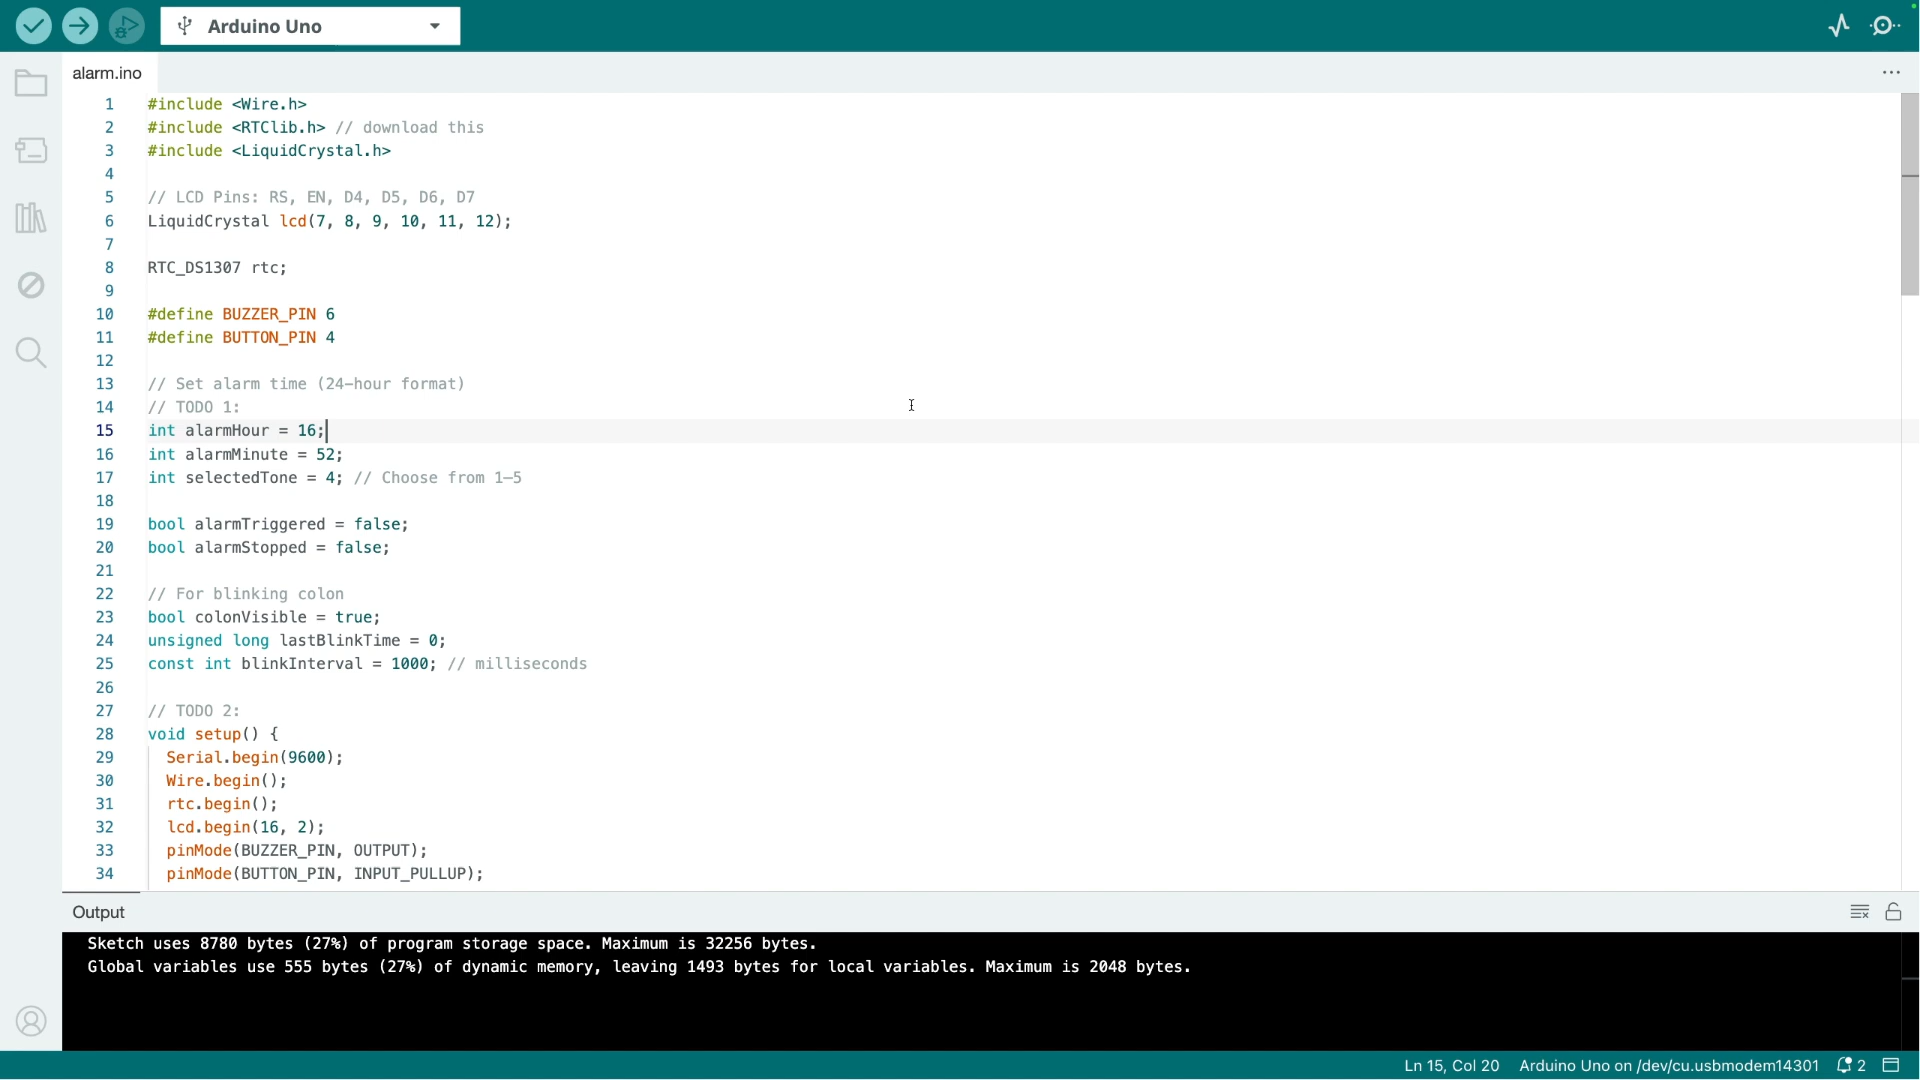 Arduino Uno
alarm.ino
1 #include <Wire.h>
2 #include <RTClib.h> // download this
3 #include <LiquidCrystal.h>
4
5 // LCD Pins: RS, EN, D4, D5, D6, D7
6 LiquidCrystal lcd(7, 8, 9, 10, 11, 12);
7
8 RTC_DS1307 rtc;
9
10 #define BUZZER_PIN 6
11 #define BUTTON_PIN 4
12
13 // Set alarm time (24-hour format)
14 // TODO 1:
15 int alarmHour = 16;
16 int alarmMinute = 52;
17 int selectedTone = 4; // Choose from 1–5
18
19 bool alarmTriggered = false;
20 bool alarmStopped = false;
21
22 // For blinking colon
23 bool colonVisible = true;
24 unsigned long lastBlinkTime = 0;
25 const int blinkInterval = 1000; // milliseconds
26
27 // TODO 2:
28 void setup() {
29 Serial.begin(9600);
30 Wire.begin();
31 rtc.begin();
32 lcd.begin(16, 2);
33 pinMode(BUZZER_PIN, OUTPUT);
34 pinMode(BUTTON_PIN, INPUT_PULLUP);
Output
Sketch uses 8780 bytes (27%) of program storage space. Maximum is 32256 bytes.
Global variables use 555 bytes (27%) of dynamic memory, leaving 1493 bytes for local variables. Maximum is 2048 bytes.
Ln 15, Col 20 Arduino Uno on /dev/cu.usbmodem14301 2